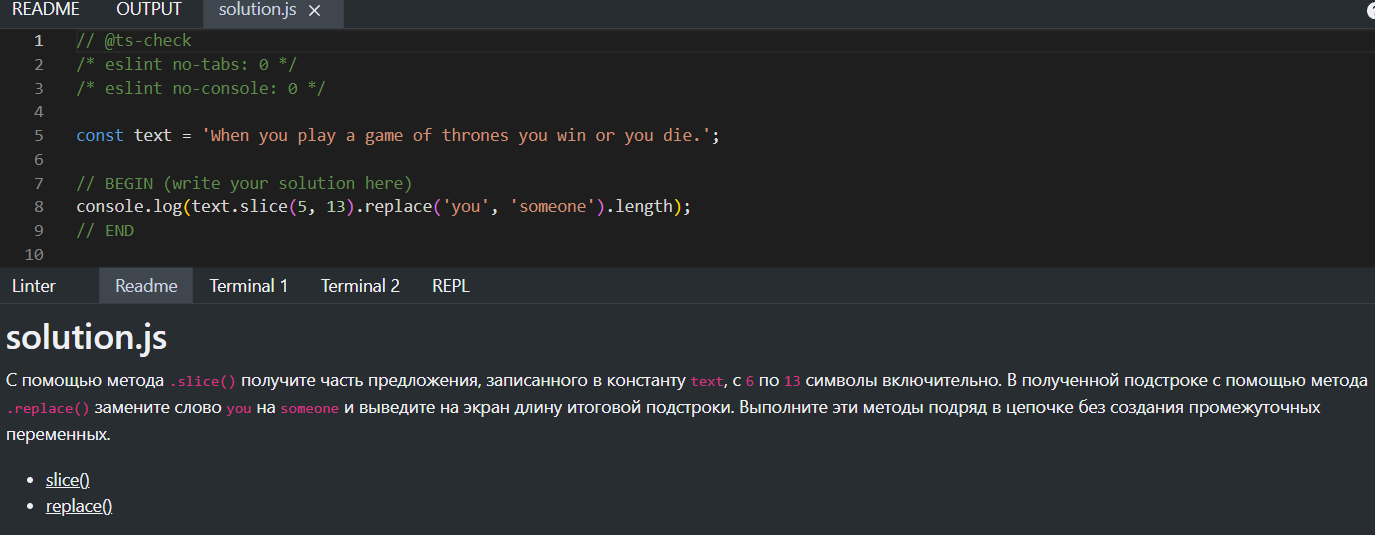 README OUTPUT solution.js ×
1 // @ts-check
2 /* eslint no-tabs: 0 */
3 /* eslint no-console: 0 */
4
5 const text = 'When you play a game of thrones you win or you die.';
6
7 // BEGIN (write your solution here)
8 console.log(text.slice(5, 13).replace('you', 'someone').length);
9 // END
10
Linter Readme Terminal 1 Terminal 2 REPL
solution.js
С помощью метода .slice() получите часть предложения, записанного в константу text, с 6 по 13 символы включительно. В полученной подстроке с помощью метода
.replace() замените слово you на someone и выведите на экран длину итоговой подстроки. Выполните эти методы подряд в цепочке без создания промежуточных
переменных.
• slice()
• replace()